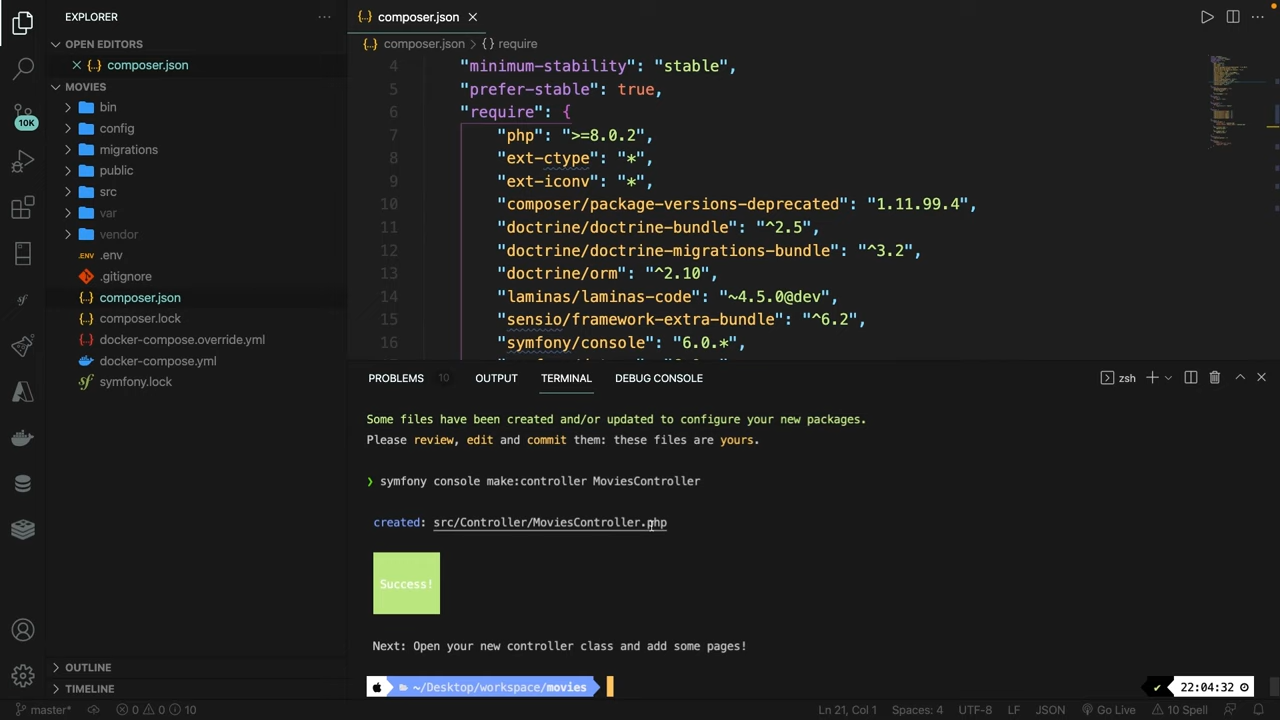 EXPLORER
OPEN EDITORS
composer.json
MOVIES
bin
config
migrations
public
src
var
vendor
.ENV .env
.gitignore
{..} composer.json
{..} composer.lock
docker-compose.override.yml
docker-compose.yml
sf symfony.lock
OUTLINE
TIMELINE
10K
{..} composer.json
{..} composer.json > { } require
4 "minimum-stability": "stable",
5 "prefer-stable": true,
6 "require": {
7 "php": ">=8.0.2",
8 "ext-ctype": "*",
9 "ext-iconv": "*",
10 "composer/package-versions-deprecated": "1.11.99.4",
11 "doctrine/doctrine-bundle": "^2.5",
12 "doctrine/doctrine-migrations-bundle": "^3.2",
13 "doctrine/orm": "^2.10",
14 "laminas/laminas-code": "~4.5.0@dev",
15 "sensio/framework-extra-bundle": "^6.2",
16 "symfony/console": "6.0.*",
PROBLEMS 10 OUTPUT TERMINAL DEBUG CONSOLE zsh
Some files have been created and/or updated to configure your new packages.
Please review, edit and commit them: these files are yours.
❯ symfony console make:controller MoviesController
created: src/Controller/MoviesController.php
Success!
Next: Open your new controller class and add some pages!
~/Desktop/workspace/movies 22:04:32
master* 0 0 10 Ln 21, Col 1 Spaces: 4 UTF-8 LF JSON Go Live 10 Spell